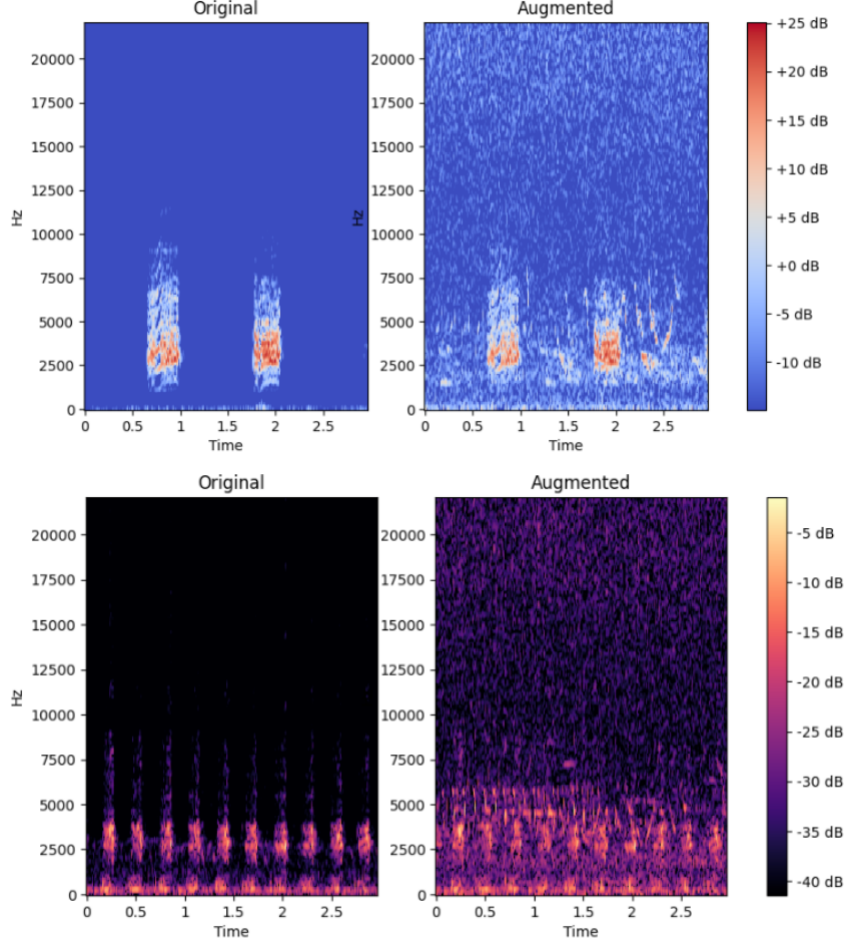 Original
Augmented
20000
17500
15000
12500
10000
7500
5000
2500
0
Hz
0
0.5
1
1.5
2
2.5
Time
20000
17500
15000
12500
10000
7500
5000
2500
0
Hz
0
0.5
1
1.5
2
2.5
Time
+25 dB
+20 dB
+15 dB
+10 dB
+5 dB
+0 dB
-5 dB
-10 dB
Original
Augmented
20000
17500
15000
12500
10000
7500
5000
2500
0
Hz
0
0.5
1
1.5
2
2.5
Time
20000
17500
15000
12500
10000
7500
5000
2500
0
0
0.5
1
1.5
2
2.5
Time
-5 dB
-10 dB
-15 dB
-20 dB
-25 dB
-30 dB
-35 dB
-40 dB